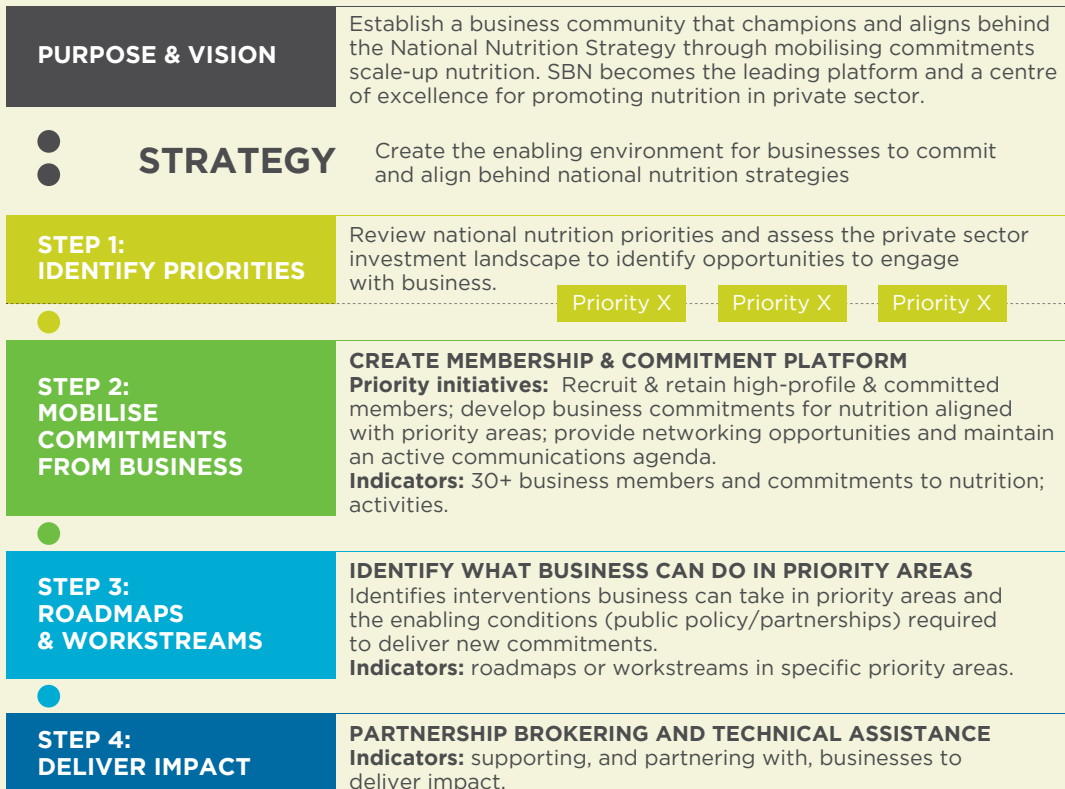 PURPOSE & VISION
Establish a business community that champions and aligns behind
the National Nutrition Strategy through mobilising commitments
scale-up nutrition. SBN becomes the leading platform and a centre
of excellence for promoting nutrition in private sector.
STRATEGY
Create the enabling environment for businesses to commit
and align behind national nutrition strategies
STEP 1:
IDENTIFY PRIORITIES
Review national nutrition priorities and assess the private sector
investment landscape to identify opportunities to engage
with business.
Priority X
Priority X
Priority X
STEP 2:
MOBILISE
COMMITMENTS
FROM BUSINESS
CREATE MEMBERSHIP & COMMITMENT PLATFORM
Priority initiatives: Recruit & retain high-profile & committed
members; develop business commitments for nutrition aligned
with priority areas; provide networking opportunities and maintain
an active communications agenda.
Indicators: 30+ business members and commitments to nutrition;
activities.
STEP 3:
ROADMAPS
& WORKSTREAMS
IDENTIFY WHAT BUSINESS CAN DO IN PRIORITY AREAS
Identifies interventions business can take in priority areas and
the enabling conditions (public policy/partnerships) required
to deliver new commitments.
Indicators: roadmaps or workstreams in specific priority areas.
STEP 4:
DELIVER IMPACT
PARTNERSHIP BROKERING AND TECHNICAL ASSISTANCE
Indicators: supporting, and partnering with, businesses to
deliver impact.